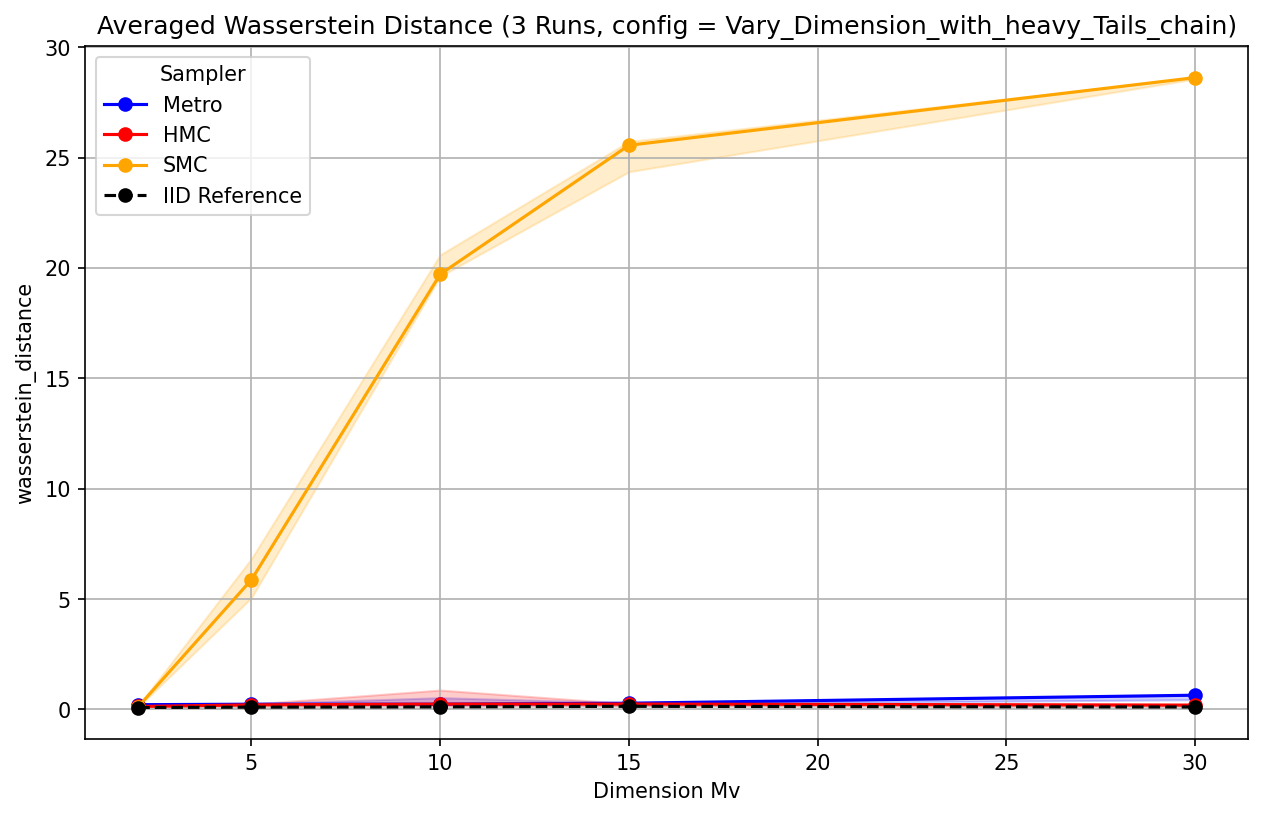 Averaged Wasserstein Distance (3 Runs, config = Vary_Dimension_with_heavy_Tails_chain)
Sampler
Metro
HMC
SMC
IID Reference
wasserstein_distance
30
25
20
15
10
5
0
5
10
15
20
25
30
Dimension Mv